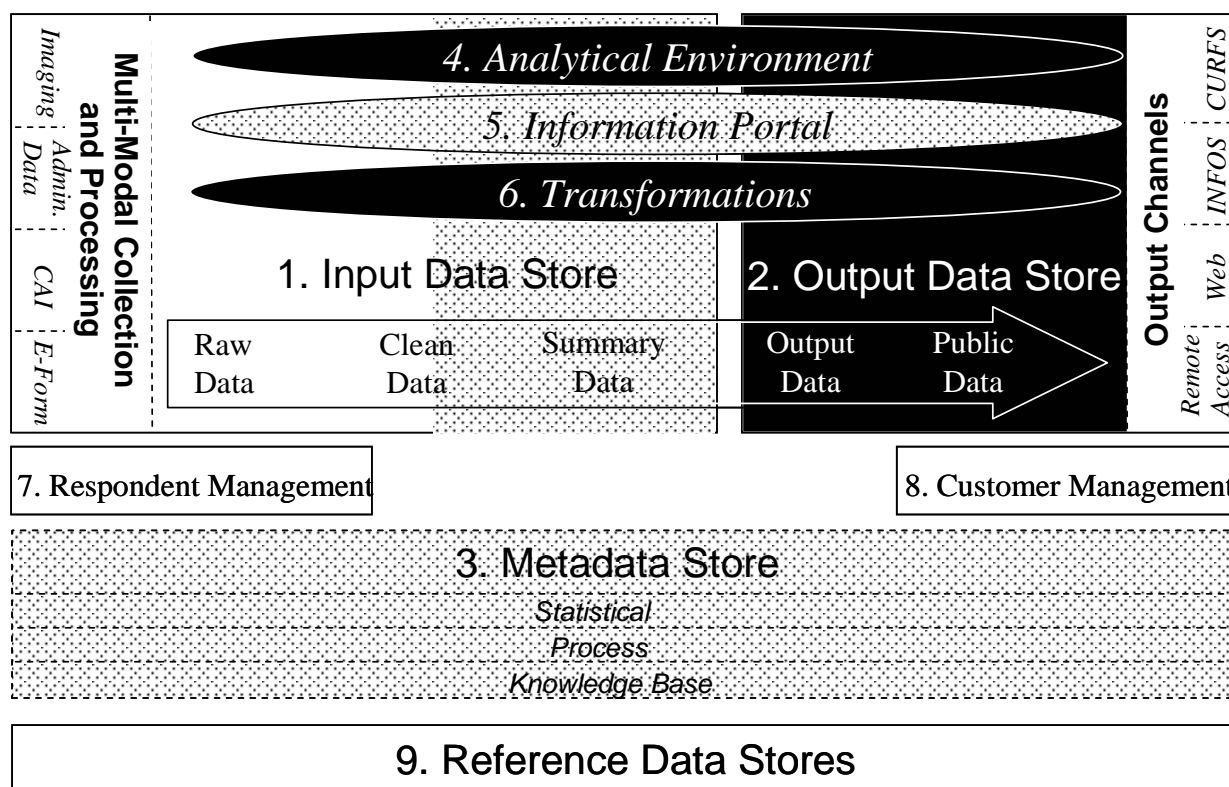 4. Analytical Environment
5. Information Portal
6. Transformations
Multi-Modal Collection
and Processing
Imaging
Admin.
Data
CAI
E-Form
1. Input Data Store
2. Output Data Store
Raw
Data
Clean
Data
Summary
Data
Output
Data
Public
Data
Output Channels
CURFS
INFOS
Web
Remote
Access
7. Respondent Management
8. Customer Management
3. Metadata Store
Statistical
Process
Knowledge Base
9. Reference Data Stores